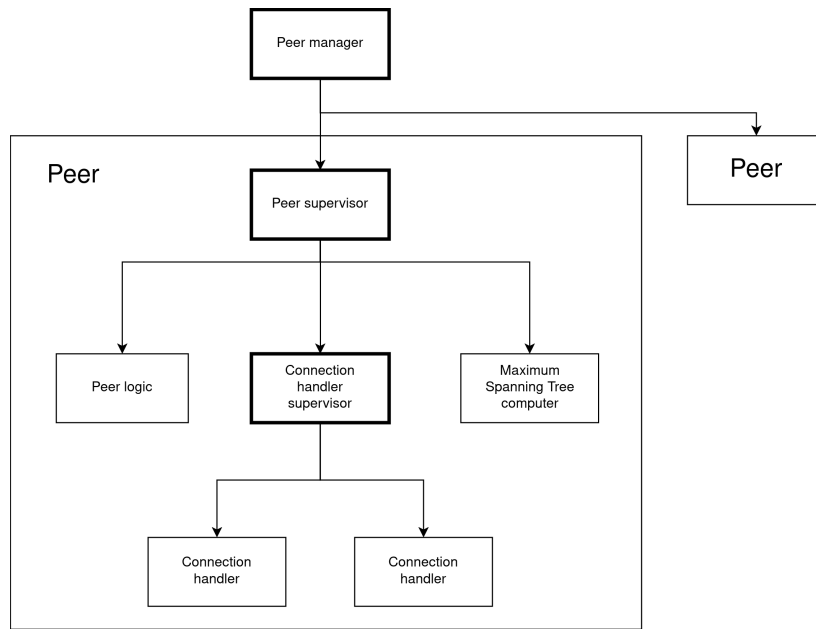 Peer manager
Peer
Peer
Peer supervisor
Peer logic
Connection
handler
supervisor
Maximum
Spanning Tree
computer
Connection
handler
Connection
handler